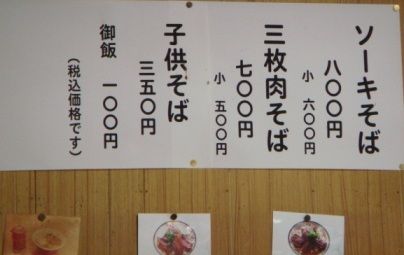 ソーキそば
八〇〇円
小 六〇〇円
三枚肉そば
七〇〇円
小 五〇〇円
子供そば
三五〇円
御飯 一〇〇円
(税込価格です)